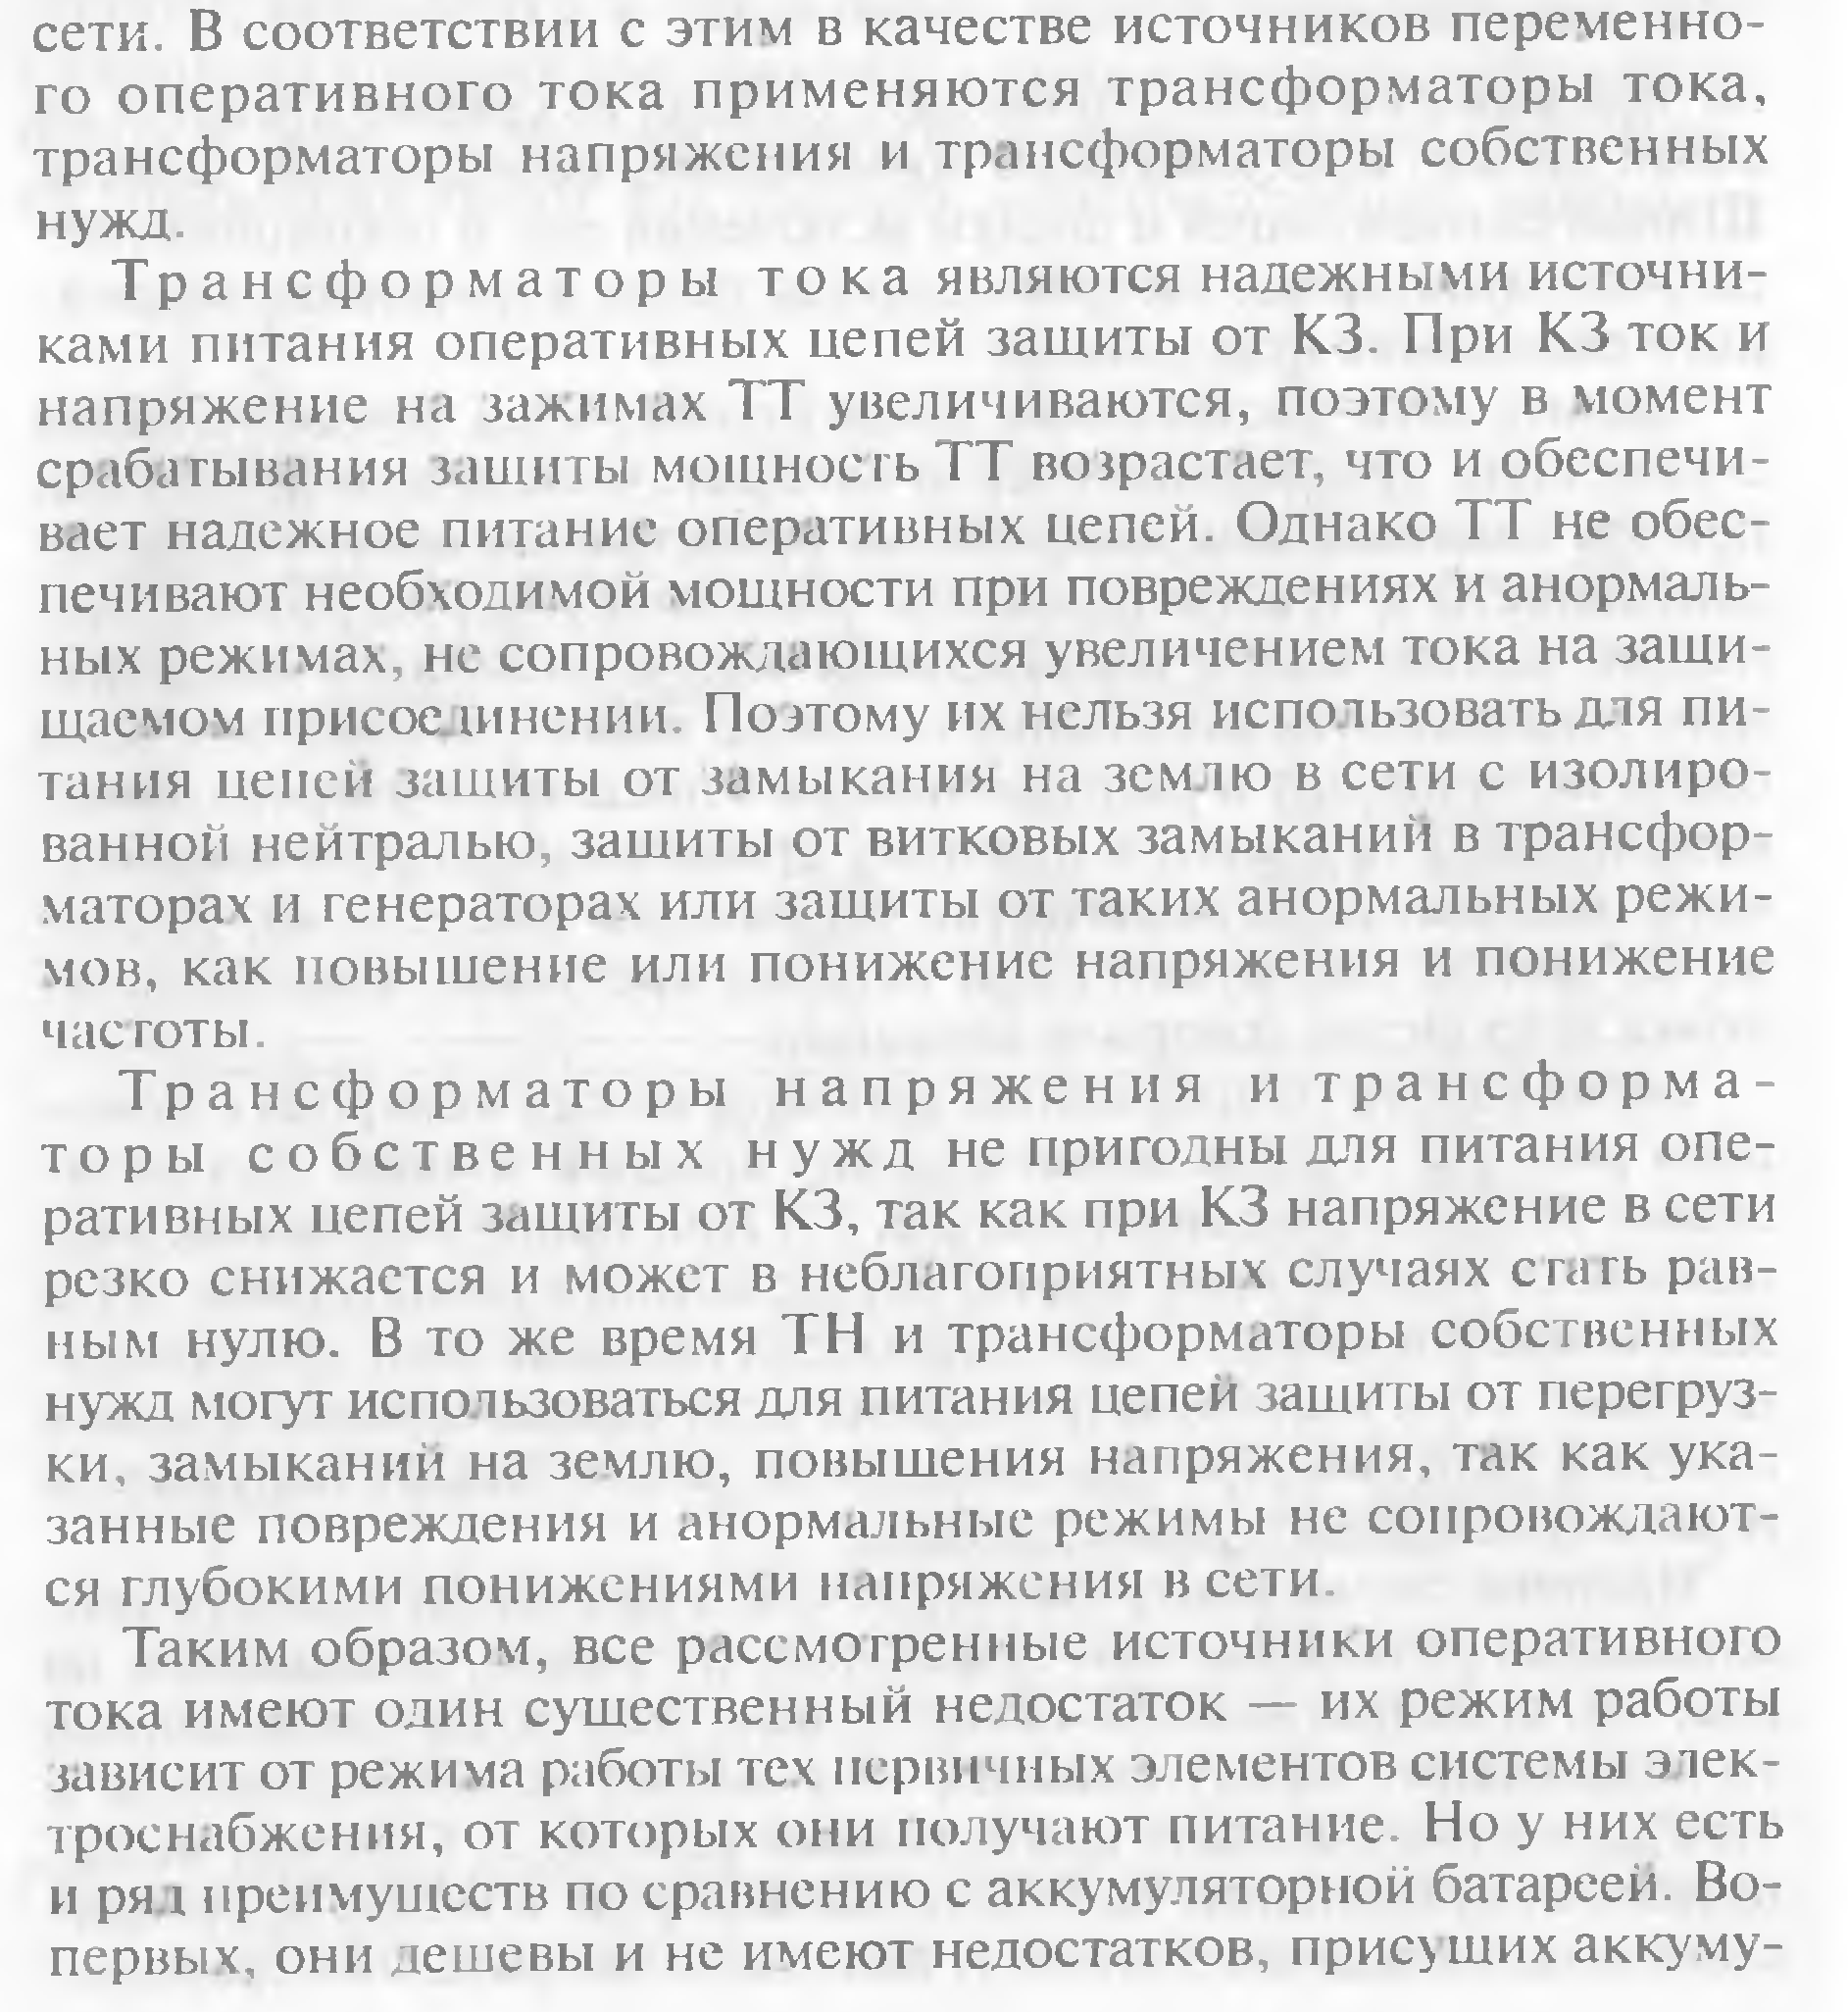 сети. В соответствии с этим в качестве источников переменно-
го оперативного тока применяются трансформаторы тока,
трансформаторы напряжения и трансформаторы собственных
нужд.
Трансформаторы тока являются надежными источни-
ками питания оперативных цепей защиты от КЗ. При КЗ ток и
напряжение на зажимах ТТ увеличиваются, поэтому в момент
срабатывания защиты мощность ТТ возрастает, что и обеспечи-
вает надежное питание оперативных цепей. Однако ТТ не обес-
печивают необходимой мощности при повреждениях и анормаль-
ных режимах, не сопровождающихся увеличением тока на защи-
щаемом присоединении. Поэтому их нельзя использовать для пи-
тания цепей защиты от замыкания на землю в сети с изолиро-
ванной нейтралью, защиты от витковых замыканий в трансфор-
маторах и генераторах или защиты от таких анормальных режи-
мов, как повышение или понижение напряжения и понижение
частоты.
Трансформаторы напряжения и трансформа-
торы собственных нужд не пригодны для питания опе-
ративных цепей защиты от КЗ, так как при КЗ напряжение в сети
резко снижается и может в неблагоприятных случаях стать рав-
ным нулю. В то же время ТН и трансформаторы собственных
нужд могут использоваться для питания цепей защиты от перегруз-
ки, замыканий на землю, повышения напряжения, так как ука-
занные повреждения и анормальные режимы не сопровождают-
ся глубокими понижениями напряжения в сети.
Таким образом, все рассмотренные источники оперативного
тока имеют один существенный недостаток — их режим работы
зависит от режима работы тех первичных элементов системы элек-
троснабжения, от которых они получают питание. Но у них есть
и ряд преимуществ по сравнению с аккумуляторной батареей. Во-
первых, они дешевы и не имеют недостатков, присущих аккуму-